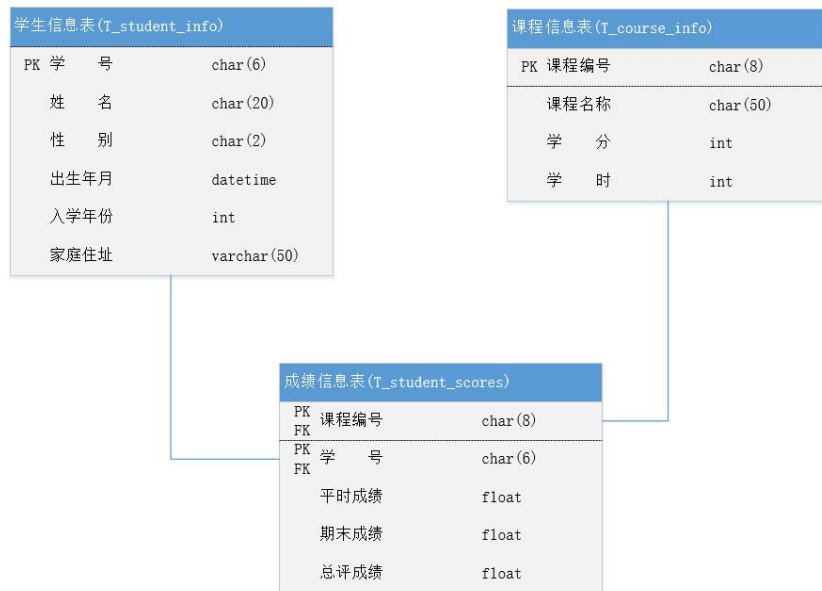 学生信息表(T_student_info)
PK 学 号 char(6)
姓 名 char(20)
性 别 char(2)
出生年月 datetime
入学年份 int
家庭住址 varchar(50)
课程信息表(T_course_info)
PK 课程编号 char(8)
课程名称 char(50)
学 分 int
学 时 int
成绩信息表(T_student_scores)
PK FK 课程编号 char(8)
PK FK 学 号 char(6)
平时成绩 float
期末成绩 float
总评成绩 float